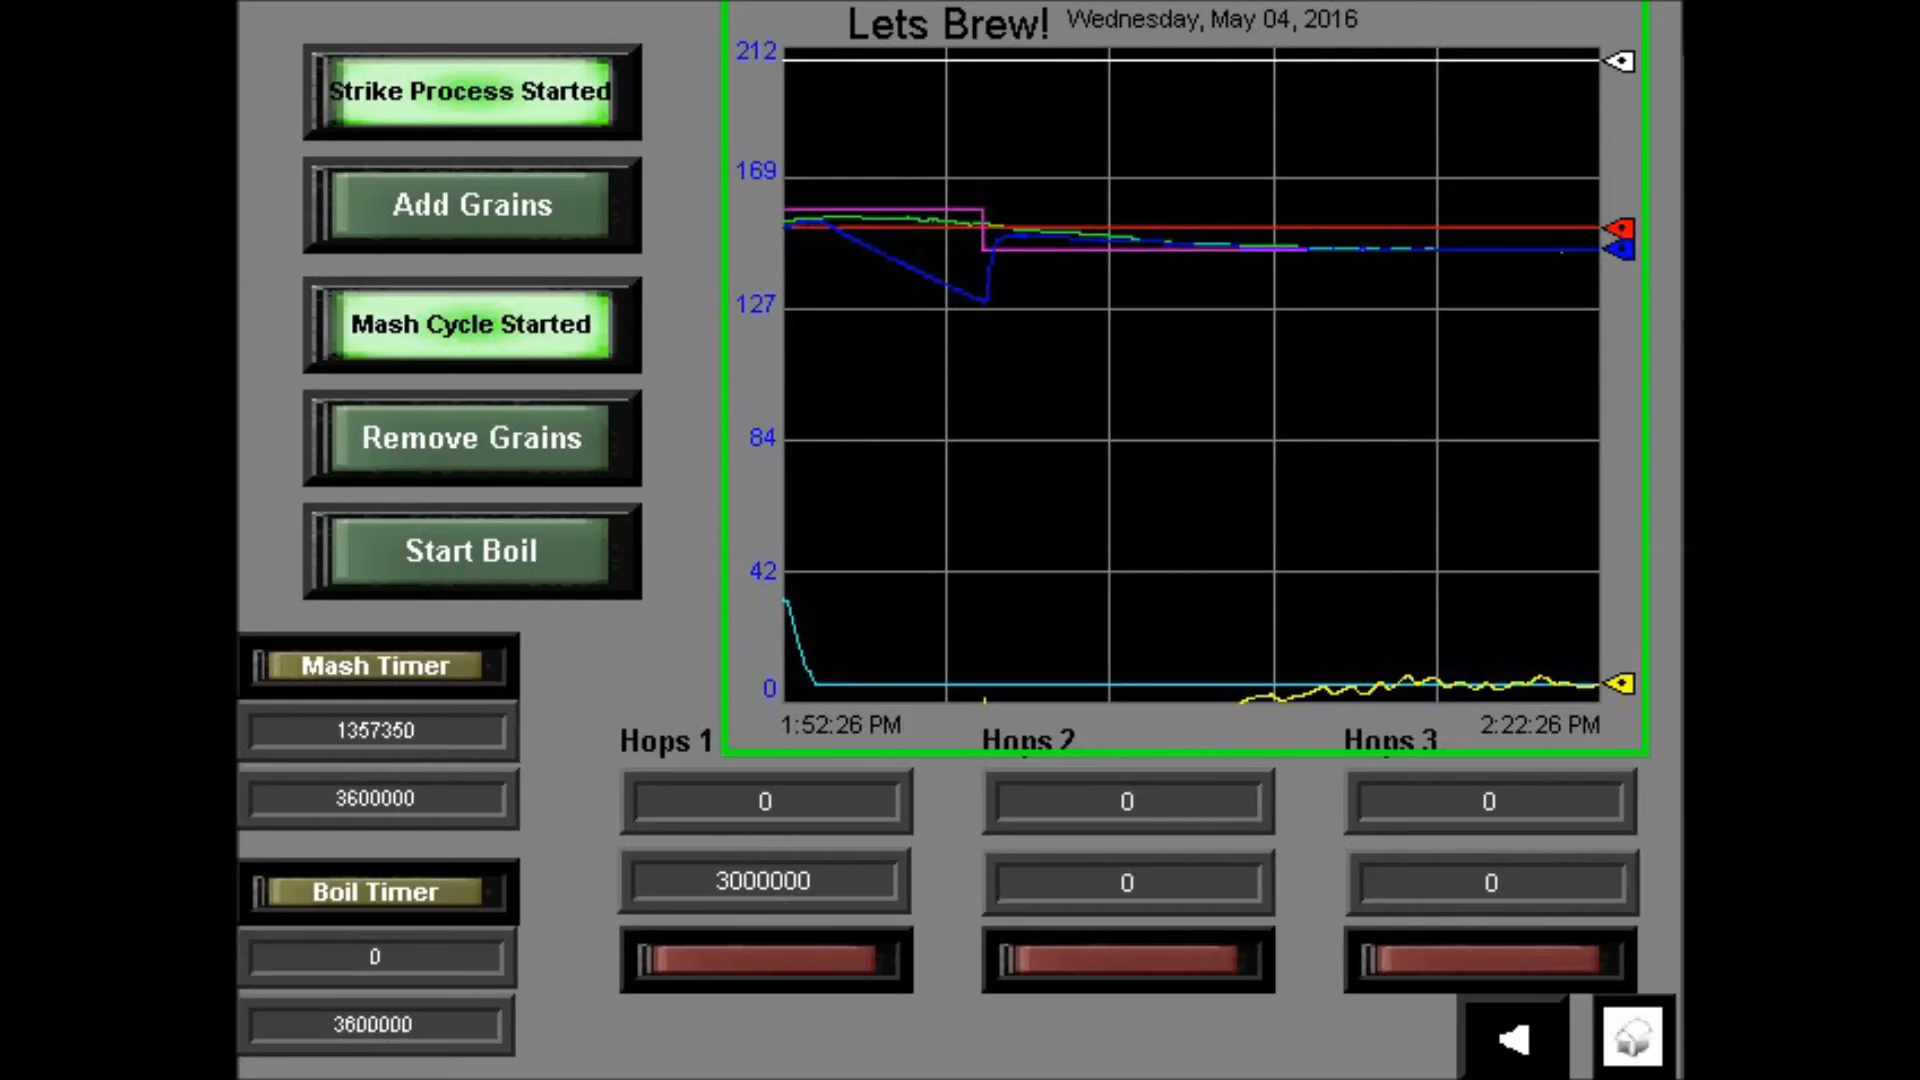 Lets Brew! Wednesday, May 04, 2016
Strike Process Started
Add Grains
Mash Cycle Started
Remove Grains
Start Boil
212
169
127
84
42
0
1:52:26 PM 2:22:26 PM
Mash Timer
1357350
3600000
Boil Timer
0
3600000
Hops 1
0
3000000
Hops 2
0
0
Hops 3
0
0